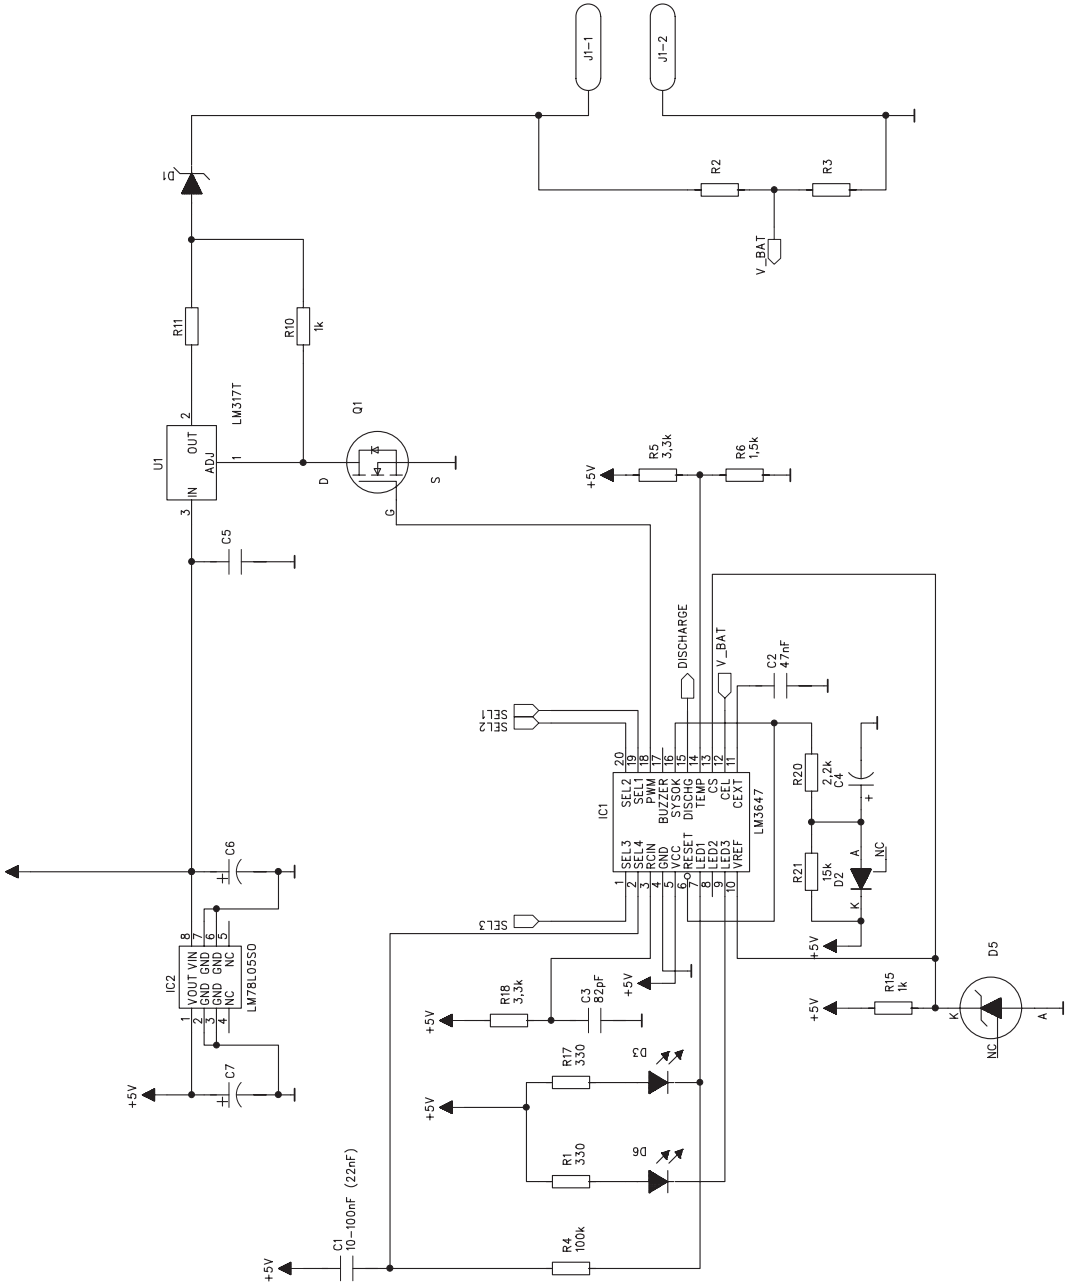 J1-1
J1-2
D1
R2
R3
V_BAT
R11
R10
1k
LM317T
U1
IN
OUT
ADJ
3
2
1
Q1
D
G
S
C5
+5V
R5
3,3k
R6
1,5k
DISCHARGE
V_BAT
C2
47nF
SEL1
SEL2
SEL3
IC1
LM3647
20
19
18
17
16
15
14
13
12
11
SEL2
SEL1
PWM
BUZZER
SYSOK
DISCHG
TEMP
CS
CEL
CEXT
SEL3
SEL4
RCIN
GND
VCC
RESET
LED1
LED2
LED3
VREF
1
2
3
4
5
6
7
8
9
10
R20
2,2k
C4
+
R21
15k
D2
A
K
NC
+5V
C6
+
IC2
LM78L05SO
8
7
6
5
VOUT VIN
GND GND
GND GND
NC NC
1
2
3
4
C7
+
+5V
+5V
R18
3,3k
C3
82pF
+5V
+5V
R15
1k
D5
K
A
NC
+5V
R17
330
D3
R1
330
D6
+5V
C1
10-100nF (22nF)
R4
100k